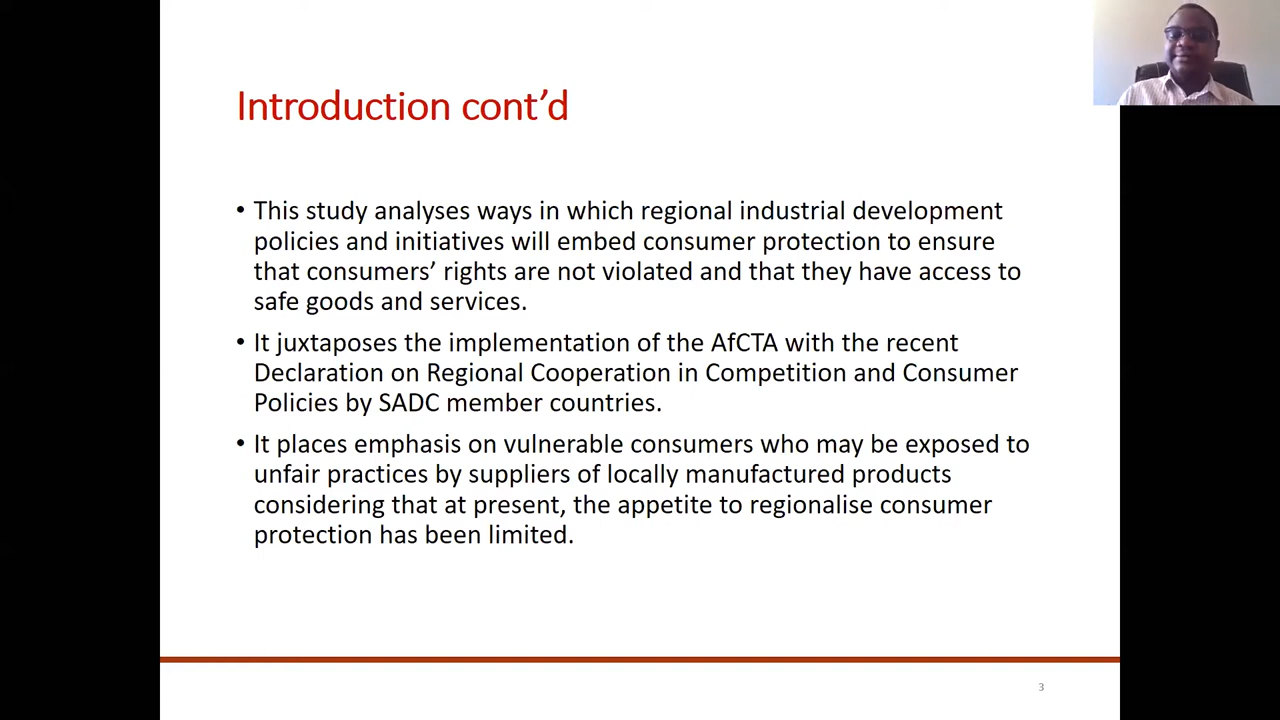 Introduction cont’d
• This study analyses ways in which regional industrial development
policies and initiatives will embed consumer protection to ensure
that consumers’ rights are not violated and that they have access to
safe goods and services.
• It juxtaposes the implementation of the AfCTA with the recent
Declaration on Regional Cooperation in Competition and Consumer
Policies by SADC member countries.
• It places emphasis on vulnerable consumers who may be exposed to
unfair practices by suppliers of locally manufactured products
considering that at present, the appetite to regionalise consumer
protection has been limited.
3